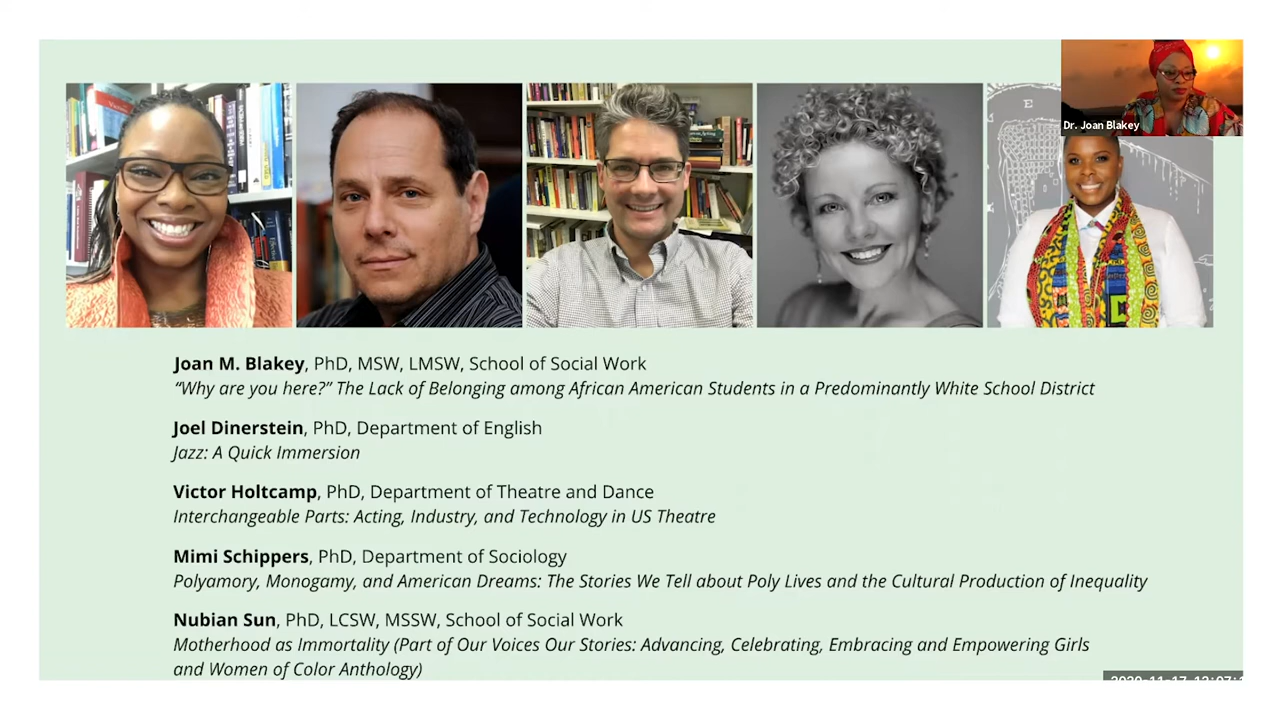 Dr. Joan Blakey
Joan M. Blakey, PhD, MSW, LMSW, School of Social Work
“Why are you here?” The Lack of Belonging among African American Students in a Predominantly White School District
Joel Dinerstein, PhD, Department of English
Jazz: A Quick Immersion
Victor Holtcamp, PhD, Department of Theatre and Dance
Interchangeable Parts: Acting, Industry, and Technology in US Theatre
Mimi Schippers, PhD, Department of Sociology
Polyamory, Monogamy, and American Dreams: The Stories We Tell about Poly Lives and the Cultural Production of Inequality
Nubian Sun, PhD, LCSW, MSSW, School of Social Work
Motherhood as Immortality (Part of Our Voices Our Stories: Advancing, Celebrating, Embracing and Empowering Girls
and Women of Color Anthology)